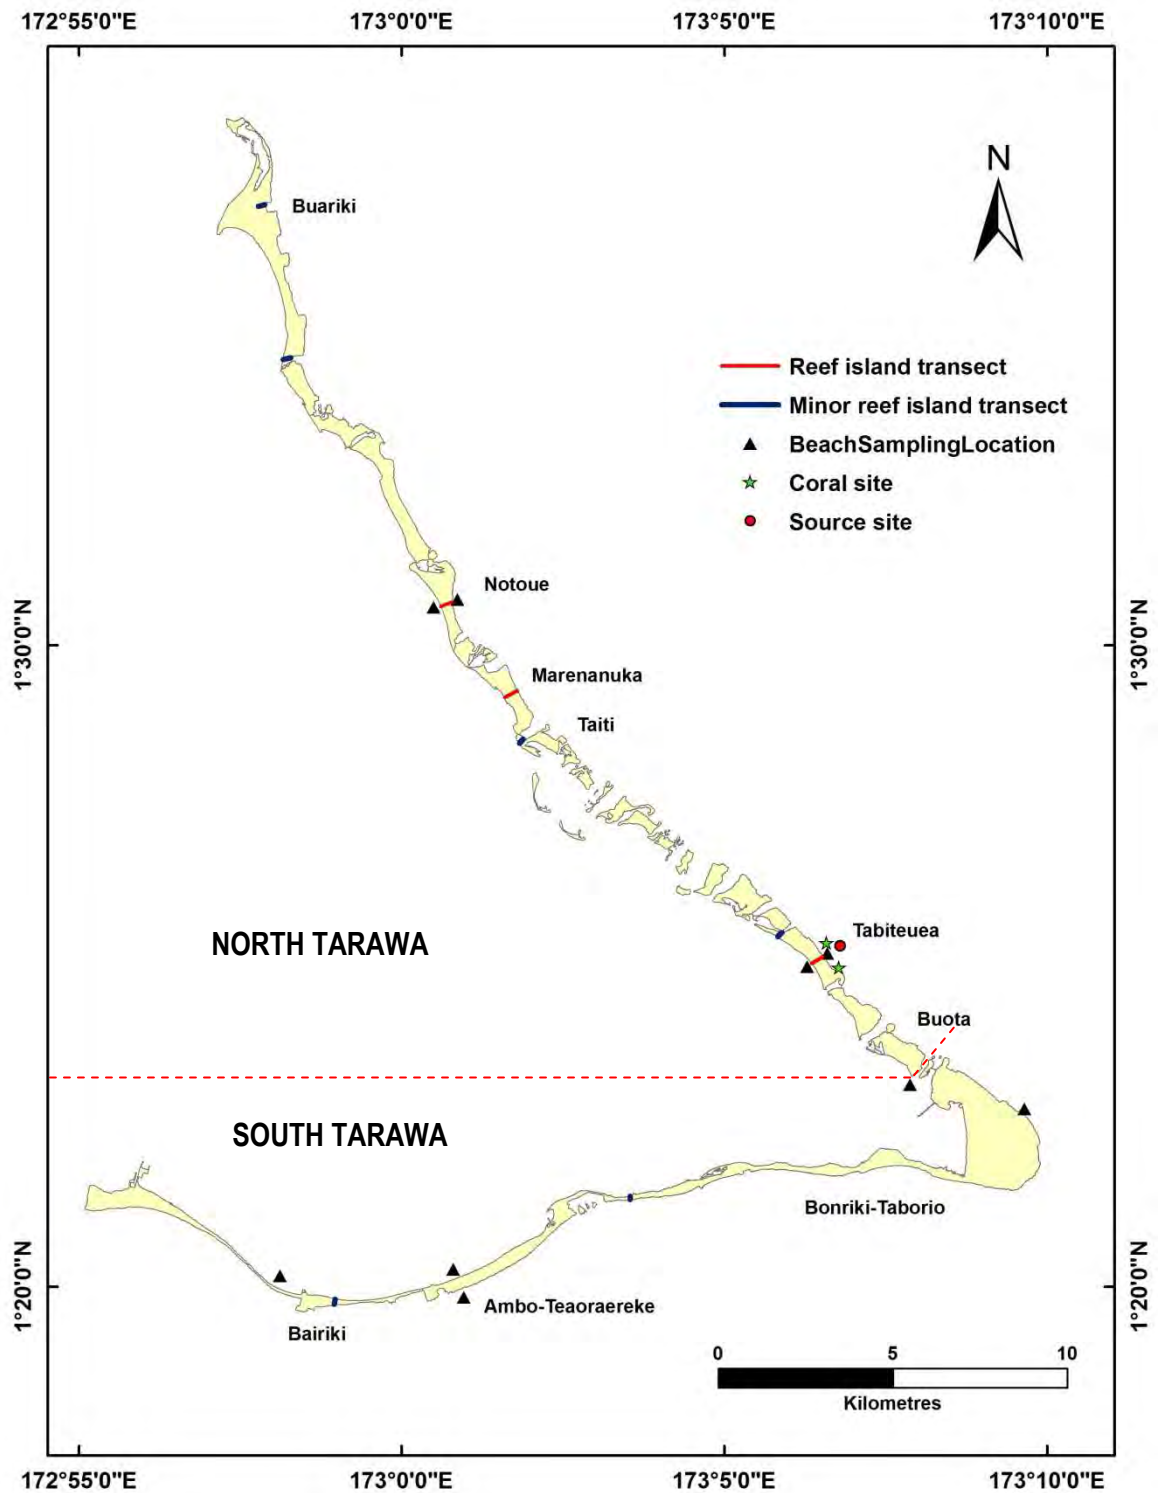 172°55'0"E 173°0'0"E 173°5'0"E 173°10'0"E
N
Buariki
Reef island transect
Minor reef island transect
BeachSamplingLocation
Coral site
Source site
Notoue
1°30'0"N 1°30'0"N
Marenanuka
Taiti
Tabiteuea
NORTH TARAWA
Buota
SOUTH TARAWA
Bonriki-Taborio
1°20'0"N 1°20'0"N
Ambo-Teaoraereke
Bairiki
0 5 10
Kilometres
172°55'0"E 173°0'0"E 173°5'0"E 173°10'0"E